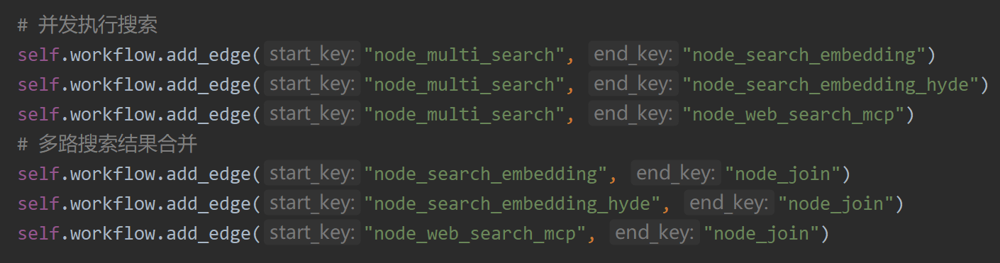 # 并发执行搜索
self.workflow.add_edge( start_key: "node_multi_search", end_key: "node_search_embedding")
self.workflow.add_edge( start_key: "node_multi_search", end_key: "node_search_embedding_hyde")
self.workflow.add_edge( start_key: "node_multi_search", end_key: "node_web_search_mcp")
# 多路搜索结果合并
self.workflow.add_edge( start_key: "node_search_embedding", end_key: "node_join")
self.workflow.add_edge( start_key: "node_search_embedding_hyde", end_key: "node_join")
self.workflow.add_edge( start_key: "node_web_search_mcp", end_key: "node_join")